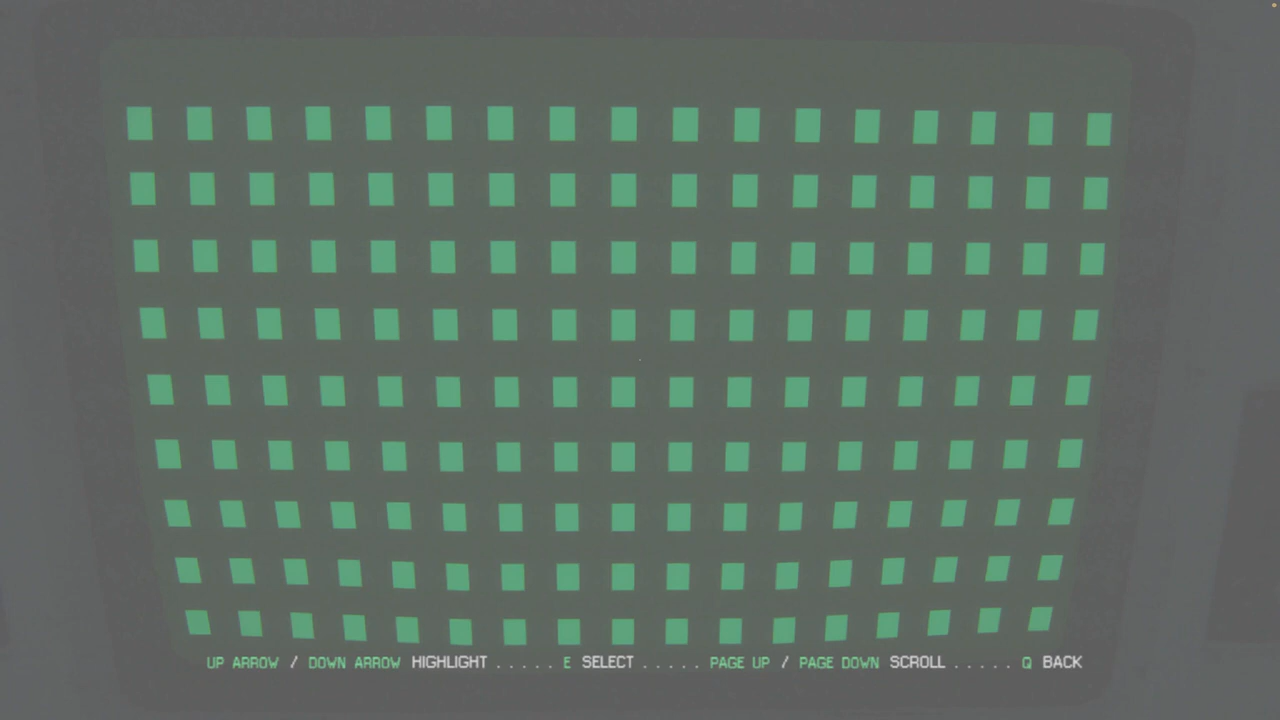 UP ARROW / DOWN ARROW HIGHLIGHT ..... E SELECT ..... PAGE UP / PAGE DOWN SCROLL ..... Q BACK